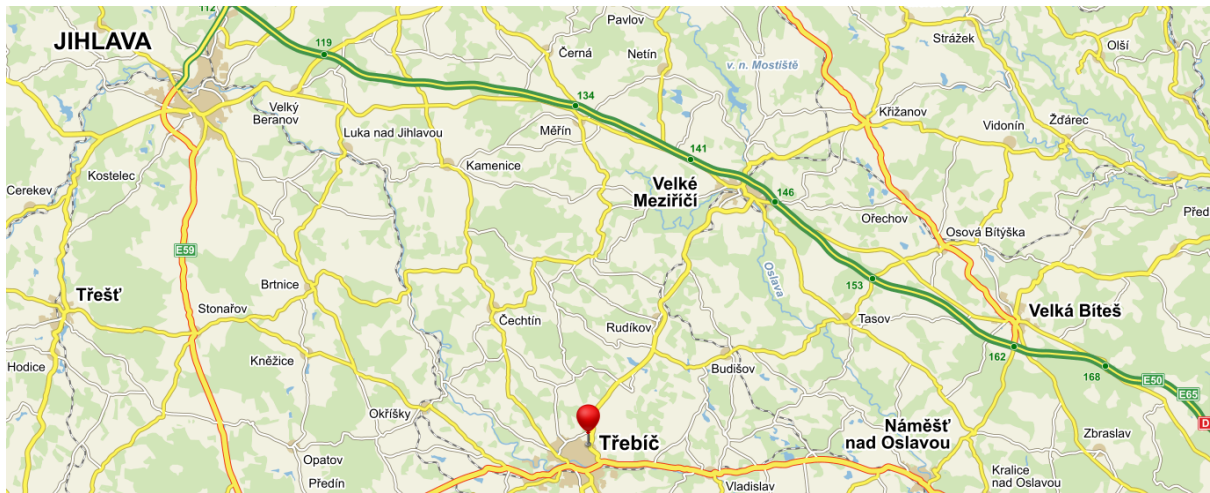 112
Pavlov
Strážek
JIHLAVA
119
Černá
Netín
v. n. Mostiště
Olší
134
Velký
Beranov
Křižanov
Luka nad Jihlavou
Měřín
Vidonín
Žďárec
141
Kamenice
Kostelec
Cerekev
Velké
Meziříčí
146
Ořechov
Před
E59
Osová Bítýška
Oslava
Brtnice
153
Třešť
Stonařov
Velká Bíteš
Čechtín
Rudíkov
Tasov
Hodice
Kněžice
Budišov
162
168
E50
E65
D
Okříšky
Náměšť
nad Oslavou
Třebíč
Zbraslav
Opatov
Předín
Kralice
nad Oslavou
Vladislav